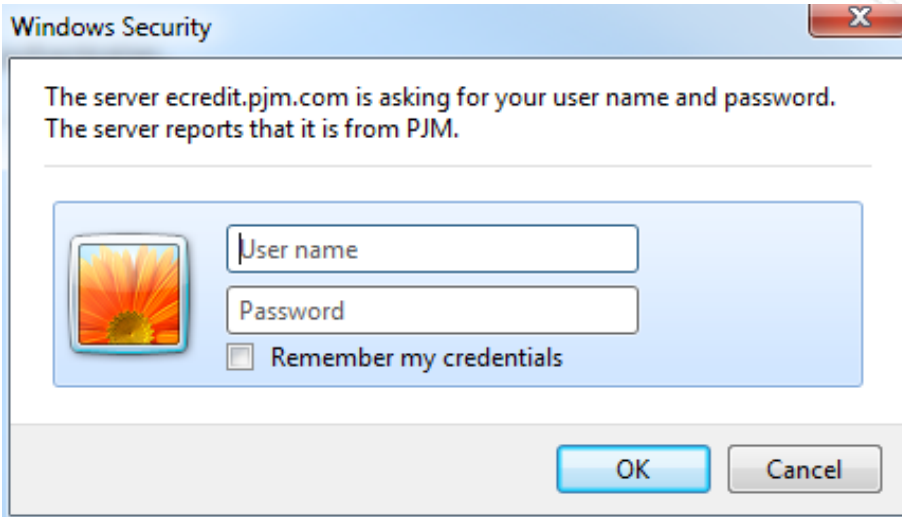 Windows Security
The server ecredit.pjm.com is asking for your user name and password.
The server reports that it is from PJM.
User name
Password
Remember my credentials
OK
Cancel